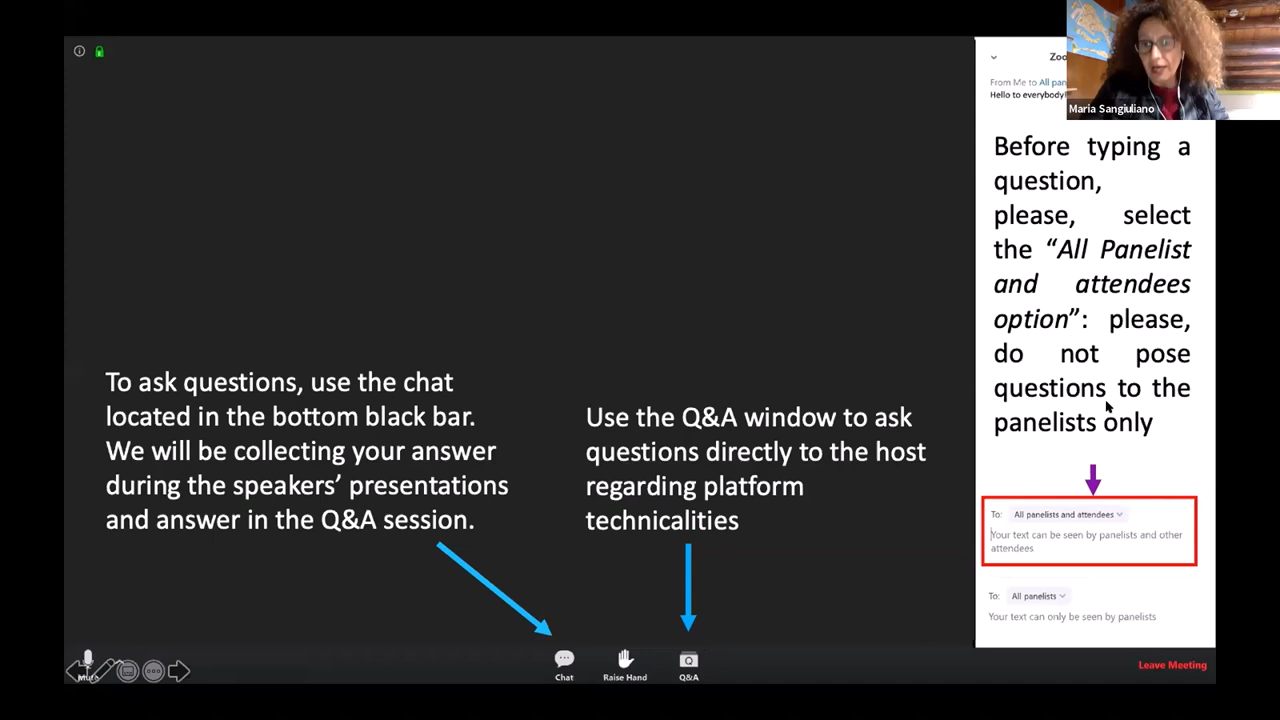 Zoo
From Me to All pan
Hello to everybody!
Maria Sangiuliano
Before typing a
question,
please, select
the “All Panelist
and attendees
option”: please,
do not pose
questions to the
panelists only
To ask questions, use the chat
located in the bottom black bar.
We will be collecting your answer
during the speakers’ presentations
and answer in the Q&A session.
Use the Q&A window to ask
questions directly to the host
regarding platform
technicalities
To: All panelists and attendees
Your text can be seen by panelists and other
attendees
To: All panelists
Your text can only be seen by panelists
Mute
Chat
Raise Hand
Q&A
Leave Meeting